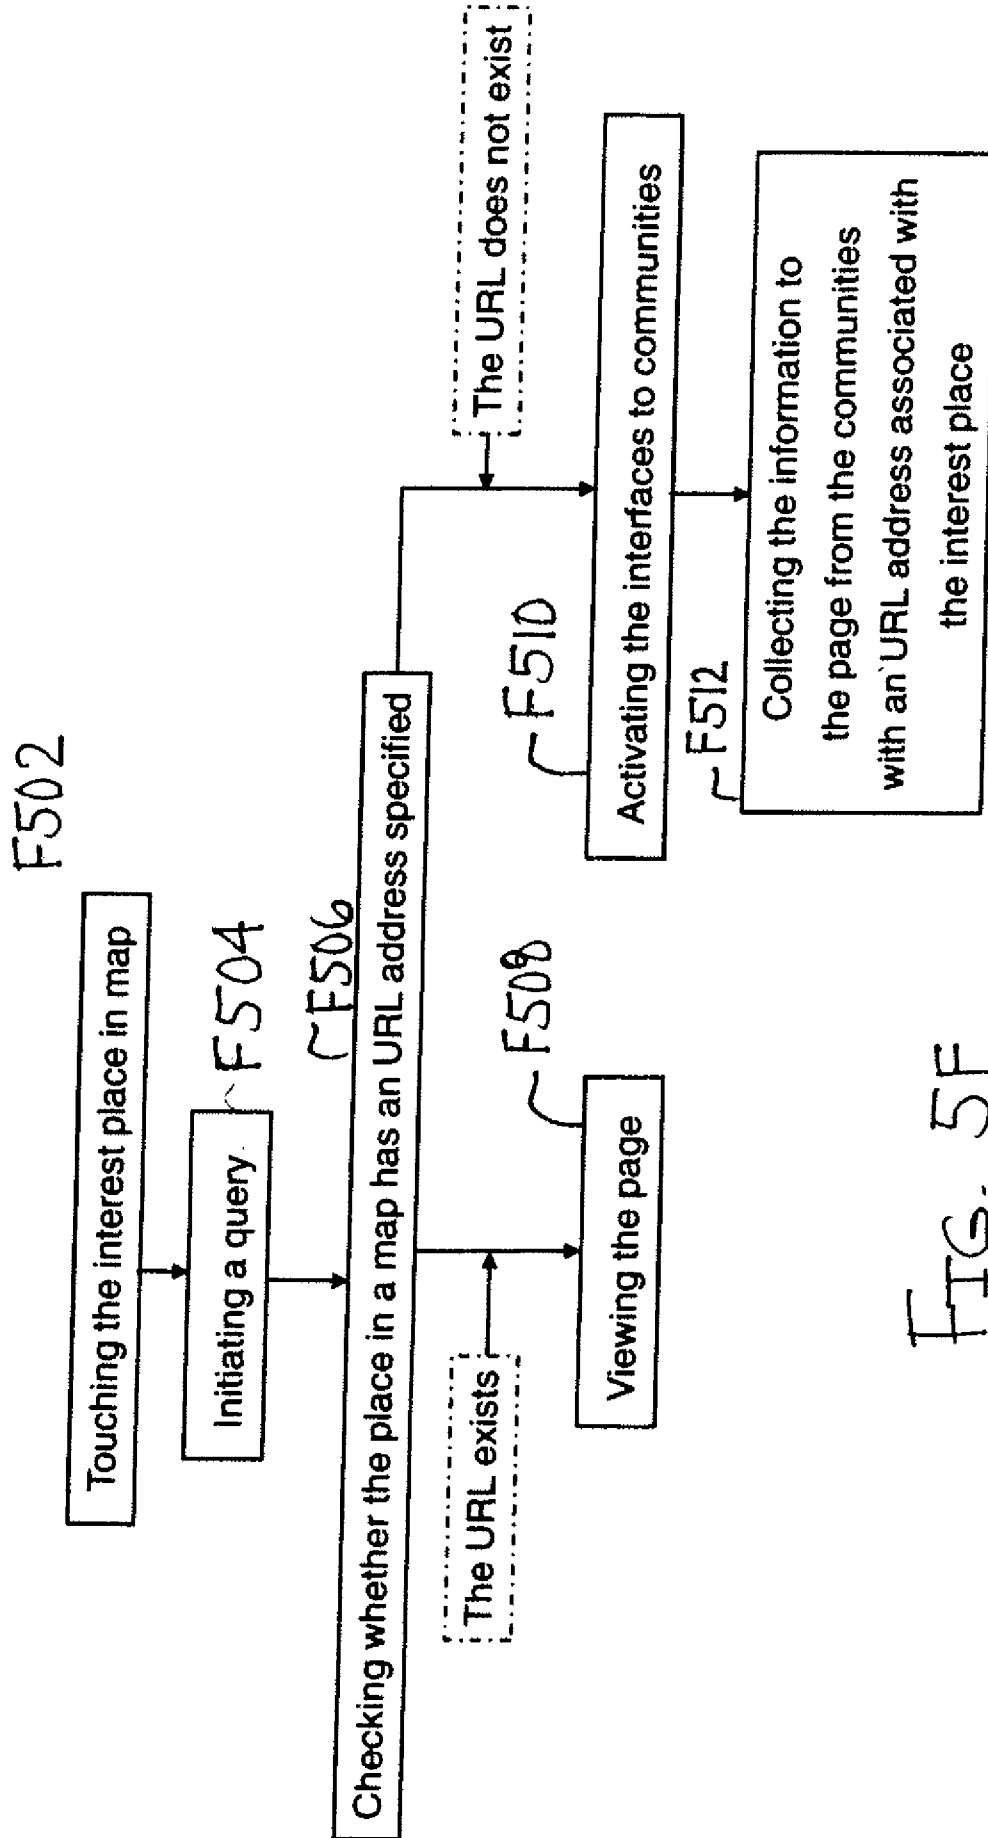 F502
Touching the interest place in map
Initiating a query
F504
F506
Checking whether the place in a map has an URL address specified
The URL exists
The URL does not exist
F508
Viewing the page
F510
Activating the interfaces to communities
F512
Collecting the information to
the page from the communities
with an URL address associated with
the interest place
FIG. 5F